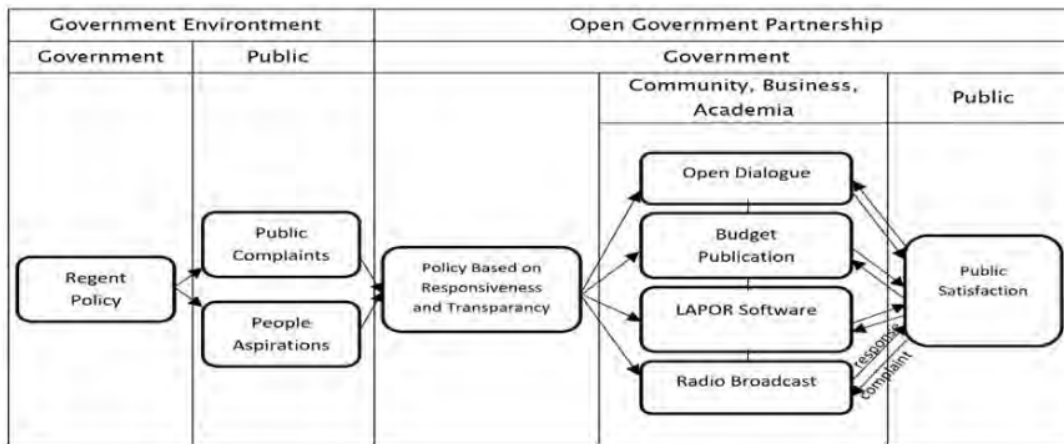 Government Environtment
Open Government Partnership
Government
Public
Government
Community, Business,
Academia
Public
Regent
Policy
Public
Complaints
People
Aspirations
Policy Based on
Responsiveness
and Transparancy
Open Dialogue
Budget
Publication
LAPOR Software
Radio Broadcast
response
complaint
Public
Satisfaction